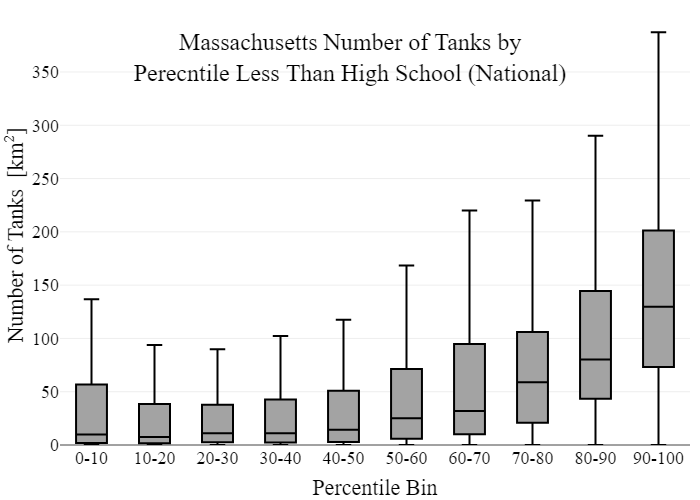 Massachusetts Number of Tanks by
Perecntile Less Than High School (National)
Number of Tanks [km²]
350
300
250
200
150
100
50
0
0-10 10-20 20-30 30-40 40-50 50-60 60-70 70-80 80-90 90-100
Percentile Bin